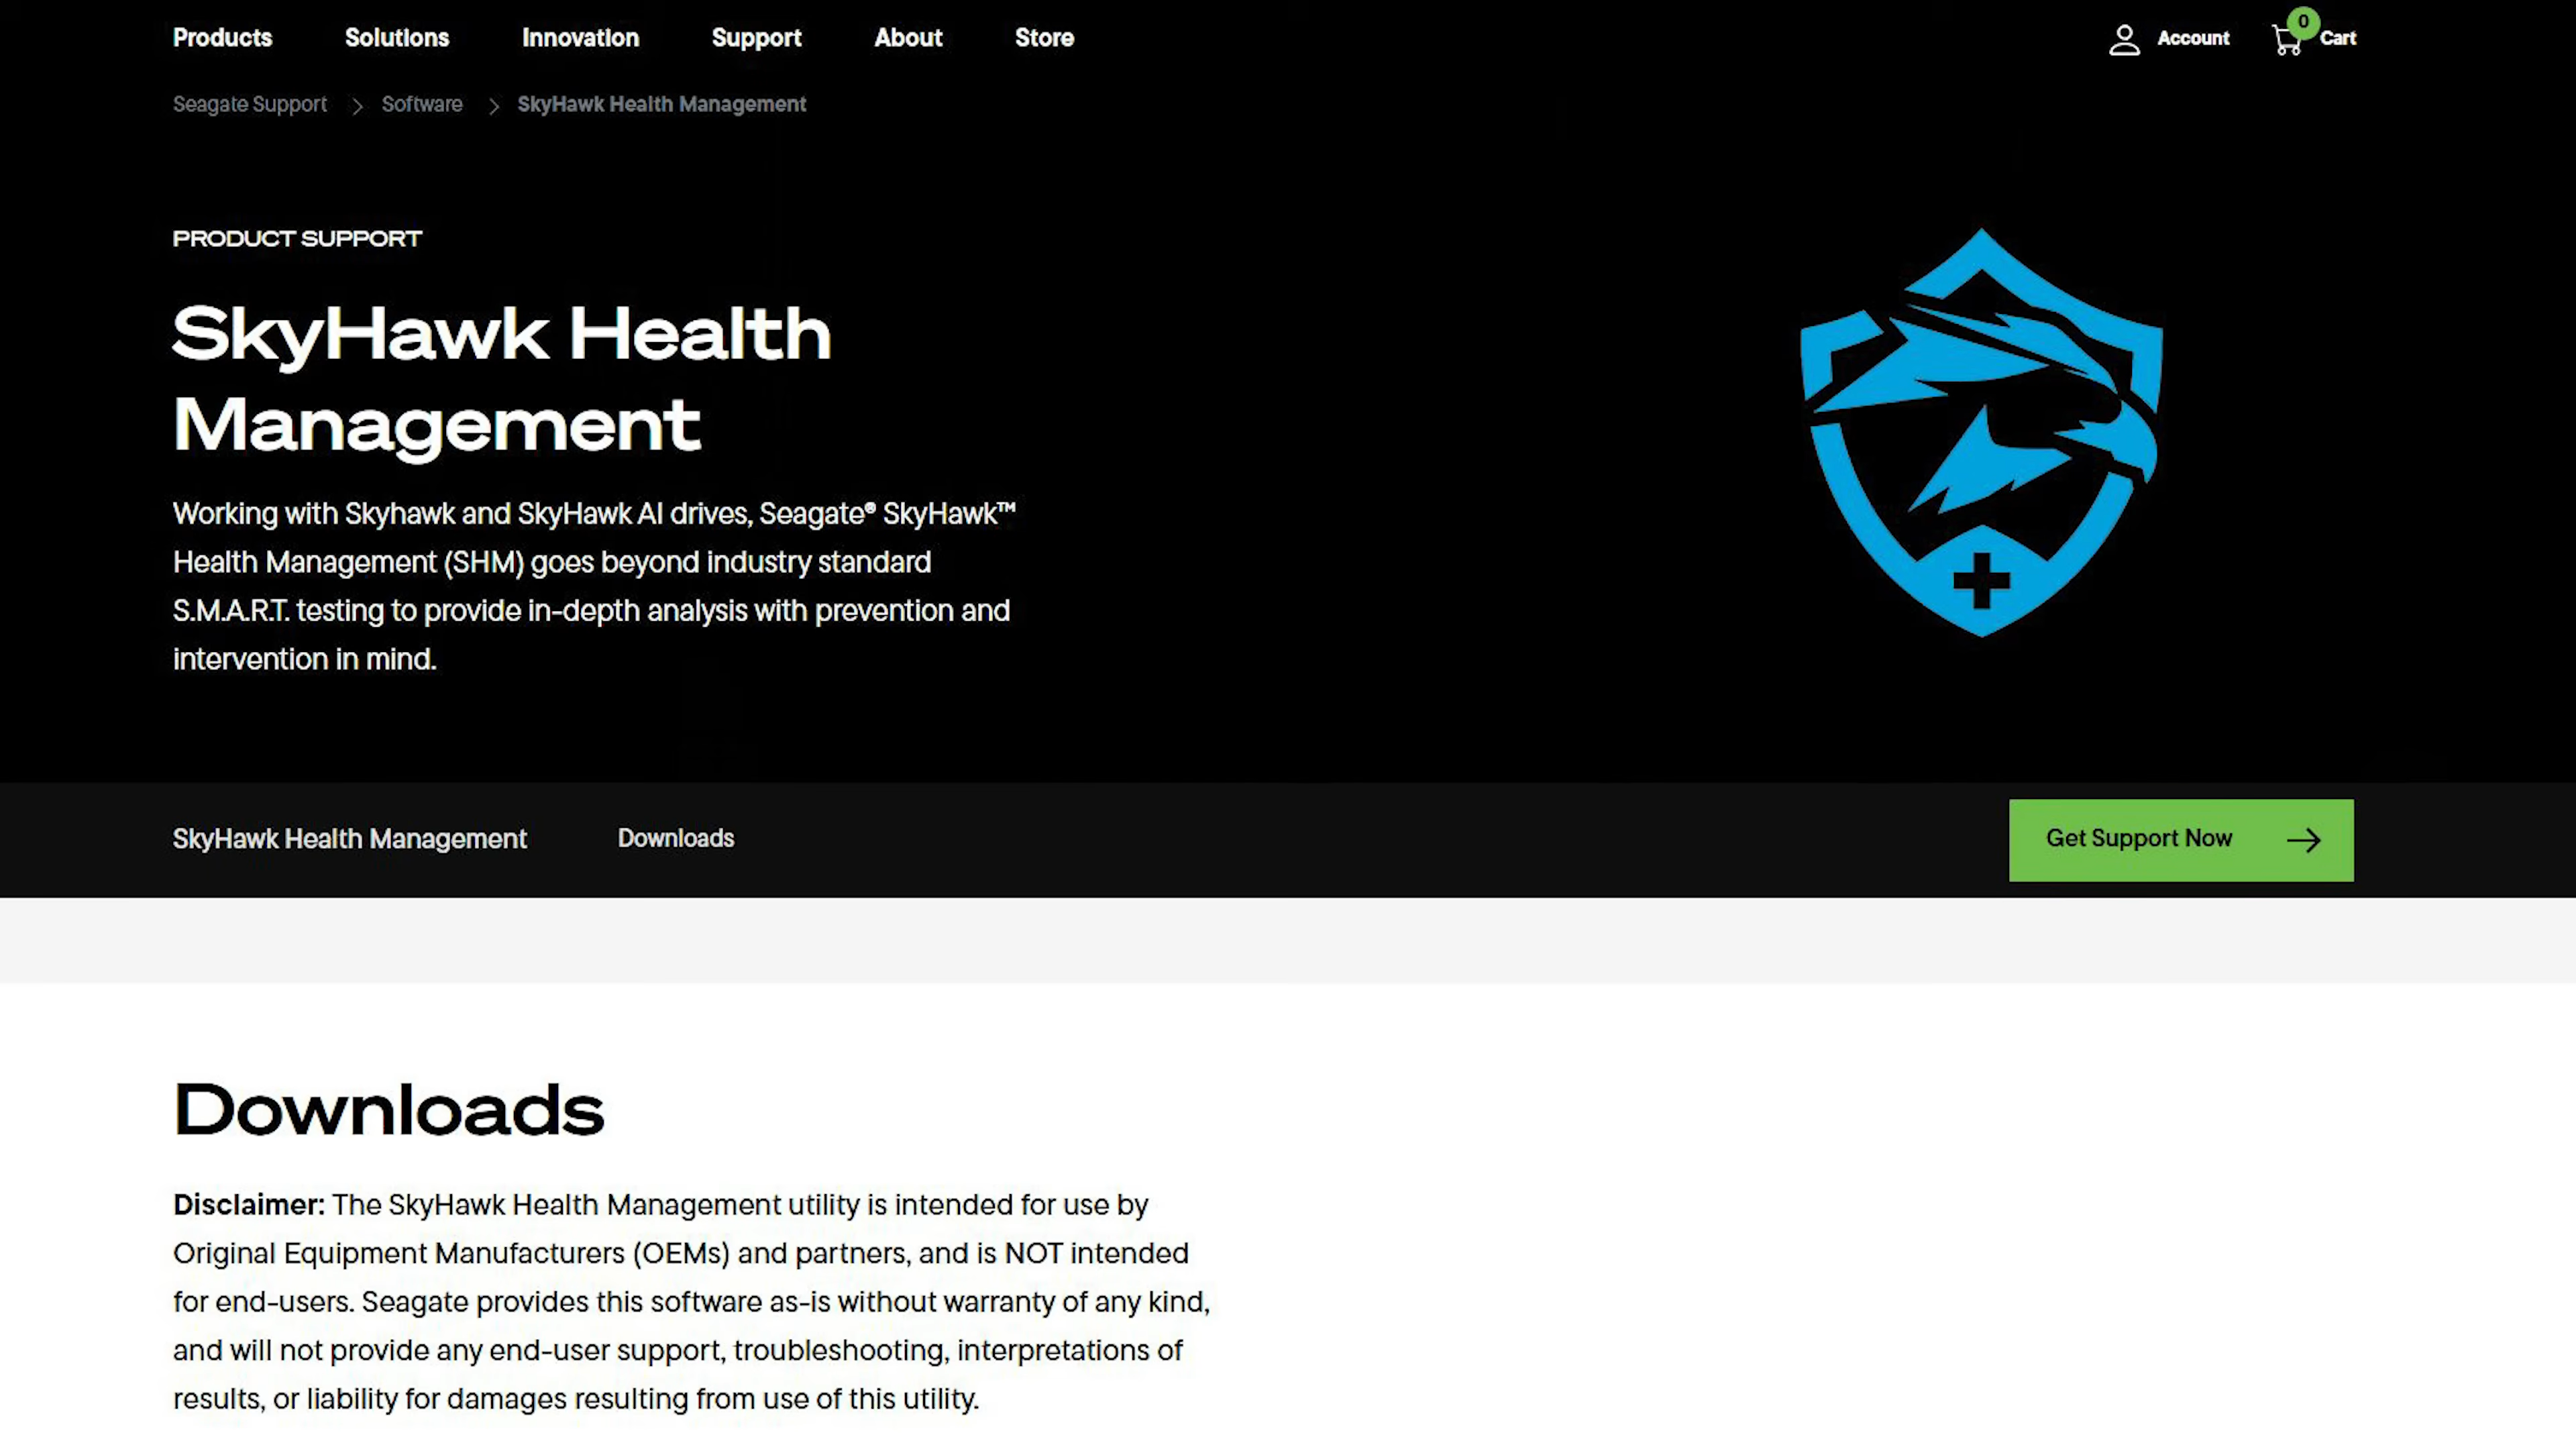 Products Solutions Innovation Support About Store Account 0 Cart
Seagate Support > Software > SkyHawk Health Management
PRODUCT SUPPORT
SkyHawk Health
Management
Working with Skyhawk and SkyHawk AI drives, Seagate® SkyHawk™
Health Management (SHM) goes beyond industry standard
S.M.A.R.T. testing to provide in-depth analysis with prevention and
intervention in mind.
SkyHawk Health Management Downloads Get Support Now →
Downloads
Disclaimer: The SkyHawk Health Management utility is intended for use by
Original Equipment Manufacturers (OEMs) and partners, and is NOT intended
for end-users. Seagate provides this software as-is without warranty of any kind,
and will not provide any end-user support, troubleshooting, interpretations of
results, or liability for damages resulting from use of this utility.